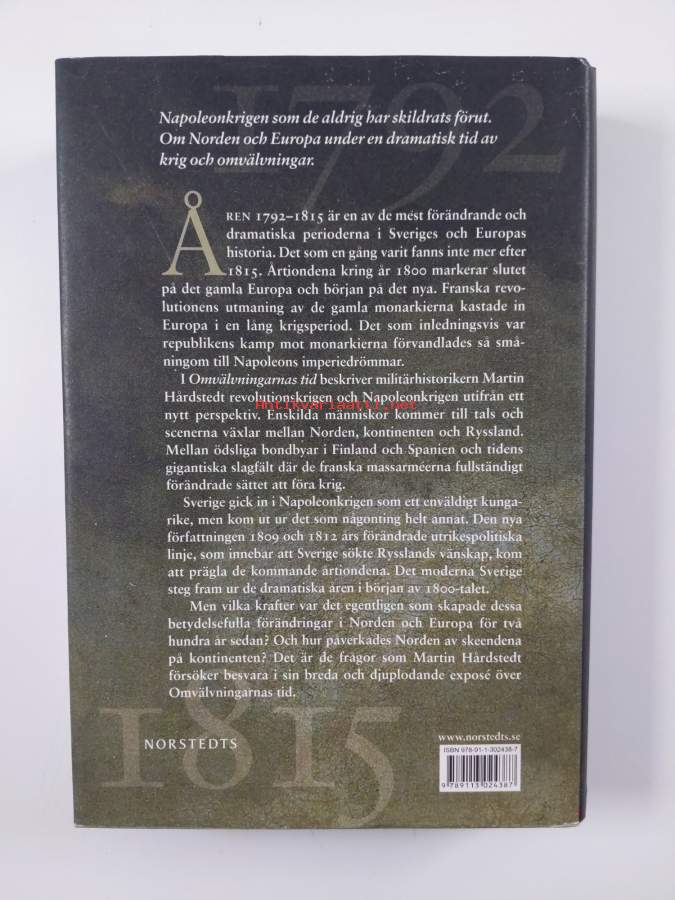 1792
Napoleonkrigen som de aldrig har skildrats förut.
Om Norden och Europa under en dramatisk tid av
krig och omvälvningar.
ÅREN 1792–1815 är en av de mest förändrande och
dramatiska perioderna i Sveriges och Europas
historia. Det som en gång varit fanns inte mer efter
1815. Årtiondena kring år 1800 markerar slutet
på det gamla Europa och början på det nya. Franska revo-
lutionens utmaning av de gamla monarkierna kastade in
Europa i en lång krigsperiod. Det som inledningsvis var
republikens kamp mot monarkierna förvandlades så små-
ningom till Napoleons imperiedrömmar.
I Omvälvningarnas tid beskriver militärhistorikern Martin
Hårdstedt revolutionskrigen och Napoleonkrigen utifrån ett
Antikvariaatti.net
nytt perspektiv. Enskilda människor kommer till tals och
scenerna växlar mellan Norden, kontinenten och Ryssland.
Mellan ödsliga bondbyar i Finland och Spanien och tidens
gigantiska slagfält där de franska massarméerna fullständigt
förändrade sättet att föra krig.
Sverige gick in i Napoleonkrigen som ett enväldigt kunga-
rike, men kom ut ur det som någonting helt annat. Den nya
författningen 1809 och 1812 års förändrade utrikespolitiska
linje, som innebar att Sverige sökte Rysslands vänskap, kom
att prägla de kommande årtiondena. Det moderna Sverige
steg fram ur de dramatiska åren i början av 1800-talet.
Men vilka krafter var det egentligen som skapade dessa
betydelsefulla förändringar i Norden och Europa för två
hundra år sedan? Och hur påverkades Norden av skeendena
på kontinenten? Det är de frågor som Martin Hårdstedt
försöker besvara i sin breda och djuplodande exposé över
Omvälvningarnas tid.
1815
NORSTEDTS
www.norstedts.se
ISBN 978-91-1-302438-7
9 789113 024387